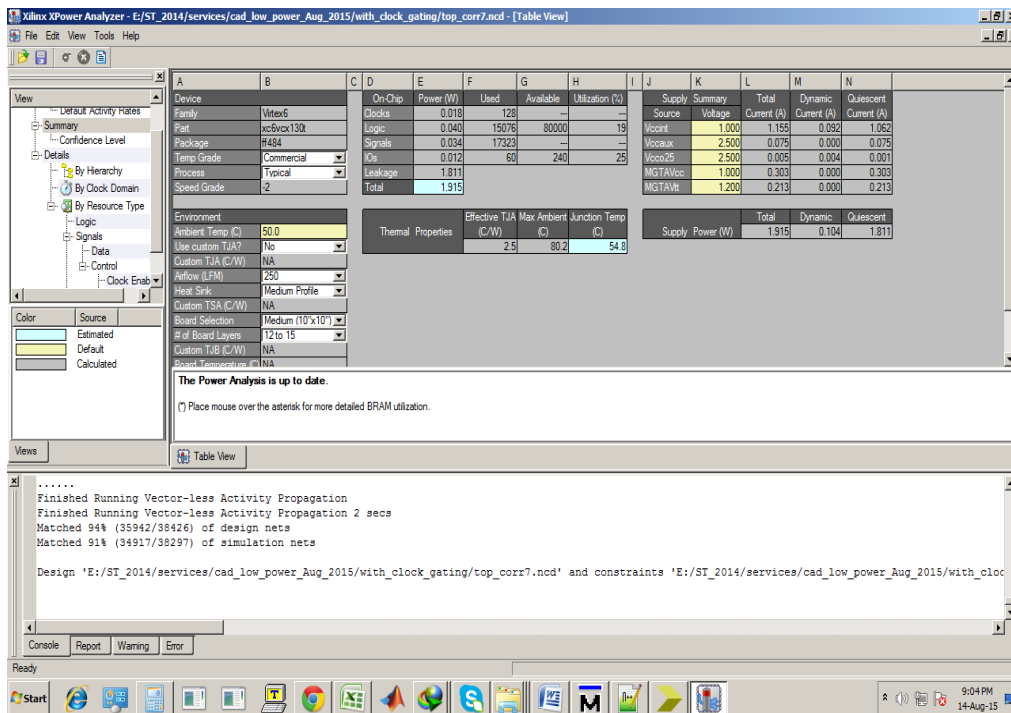 Xilinx XPower Analyzer - E:/ST_2014/services/cad_low_power_Aug_2015/with_clock_gating/top_corr7.ncd - [Table View]
File Edit View Tools Help
View
Default Activity Rates
Summary
Confidence Level
Details
By Hierarchy
By Clock Domain
By Resource Type
Logic
Signals
Data
Control
Clock Enab
Color Source
Estimated
Default
Calculated
Views
A B C D E F G H I J K L M N
Device
Family Virtex6
Part xc6vcx130t
Package ff484
Temp Grade Commercial
Process Typical
Speed Grade -2
Environment
Ambient Temp (C) 50.0
Use custom TJA? No
Custom TJA (C/W) NA
Airflow (LFM) 250
Heat Sink Medium Profile
Custom TSA (C/W) NA
Board Selection Medium (10"x10")
# of Board Layers 12 to 15
Custom TJB (C/W) NA
Board Temperature (C) NA
On-Chip Power (W) Used Available Utilization (%)
Clocks 0.018 128 --- ---
Logic 0.040 15076 80000 19
Signals 0.034 17323 --- ---
IOs 0.012 60 240 25
Leakage 1.811
Total 1.915
Effective TJA Max Ambient Junction Temp
Thermal Properties (C/W) (C) (C)
2.5 80.2 54.8
Supply Summary Total Dynamic Quiescent
Source Voltage Current (A) Current (A) Current (A)
Vccint 1.000 1.155 0.092 1.062
Vccaux 2.500 0.075 0.000 0.075
Vcco25 2.500 0.005 0.004 0.001
MGTAVcc 1.000 0.303 0.000 0.303
MGTAVtt 1.200 0.213 0.000 0.213
Total Dynamic Quiescent
Supply Power (W) 1.915 0.104 1.811
The Power Analysis is up to date.
(*) Place mouse over the asterisk for more detailed BRAM utilization.
Table View
......
Finished Running Vector-less Activity Propagation
Finished Running Vector-less Activity Propagation 2 secs
Matched 94% (35942/38426) of design nets
Matched 91% (34917/38297) of simulation nets
Design 'E:/ST_2014/services/cad_low_power_Aug_2015/with_clock_gating/top_corr7.ncd' and constraints 'E:/ST_2014/services/cad_low_power_Aug_2015/with_cloc
Console Report Warning Error
Ready
Start
9:04 PM
14-Aug-15